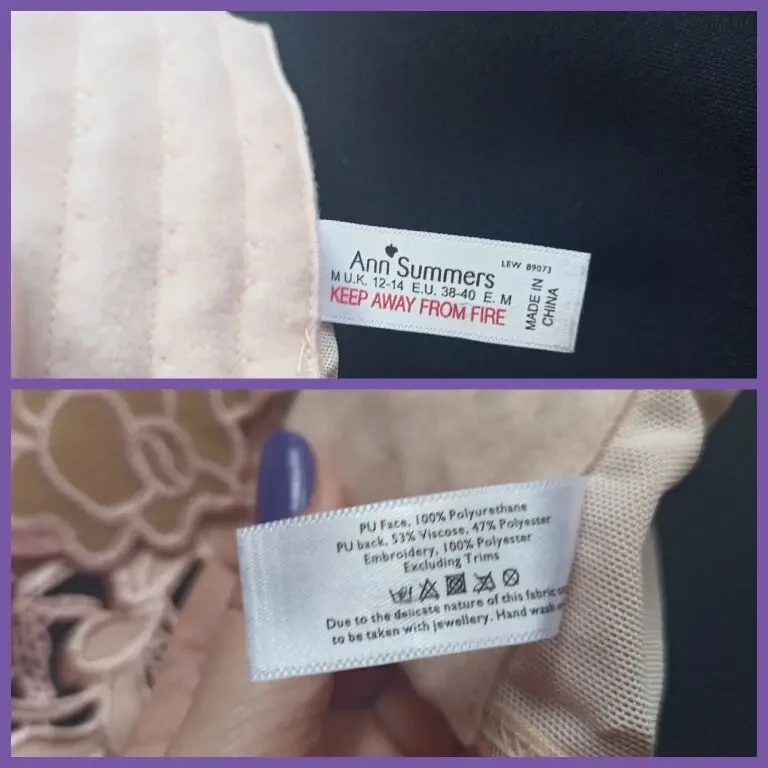 Ann Summers
LEW 89073
M U.K. 12-14 E.U. 38-40 E. M
KEEP AWAY FROM FIRE
MADE IN
CHINA
PU Face, 100% Polyurethane
PU back, 53% Viscose, 47% Polyester
Embroidery, 100% Polyester
Excluding Trims
Due to the delicate nature of this fabric
to be taken with jewellery. Hand wash